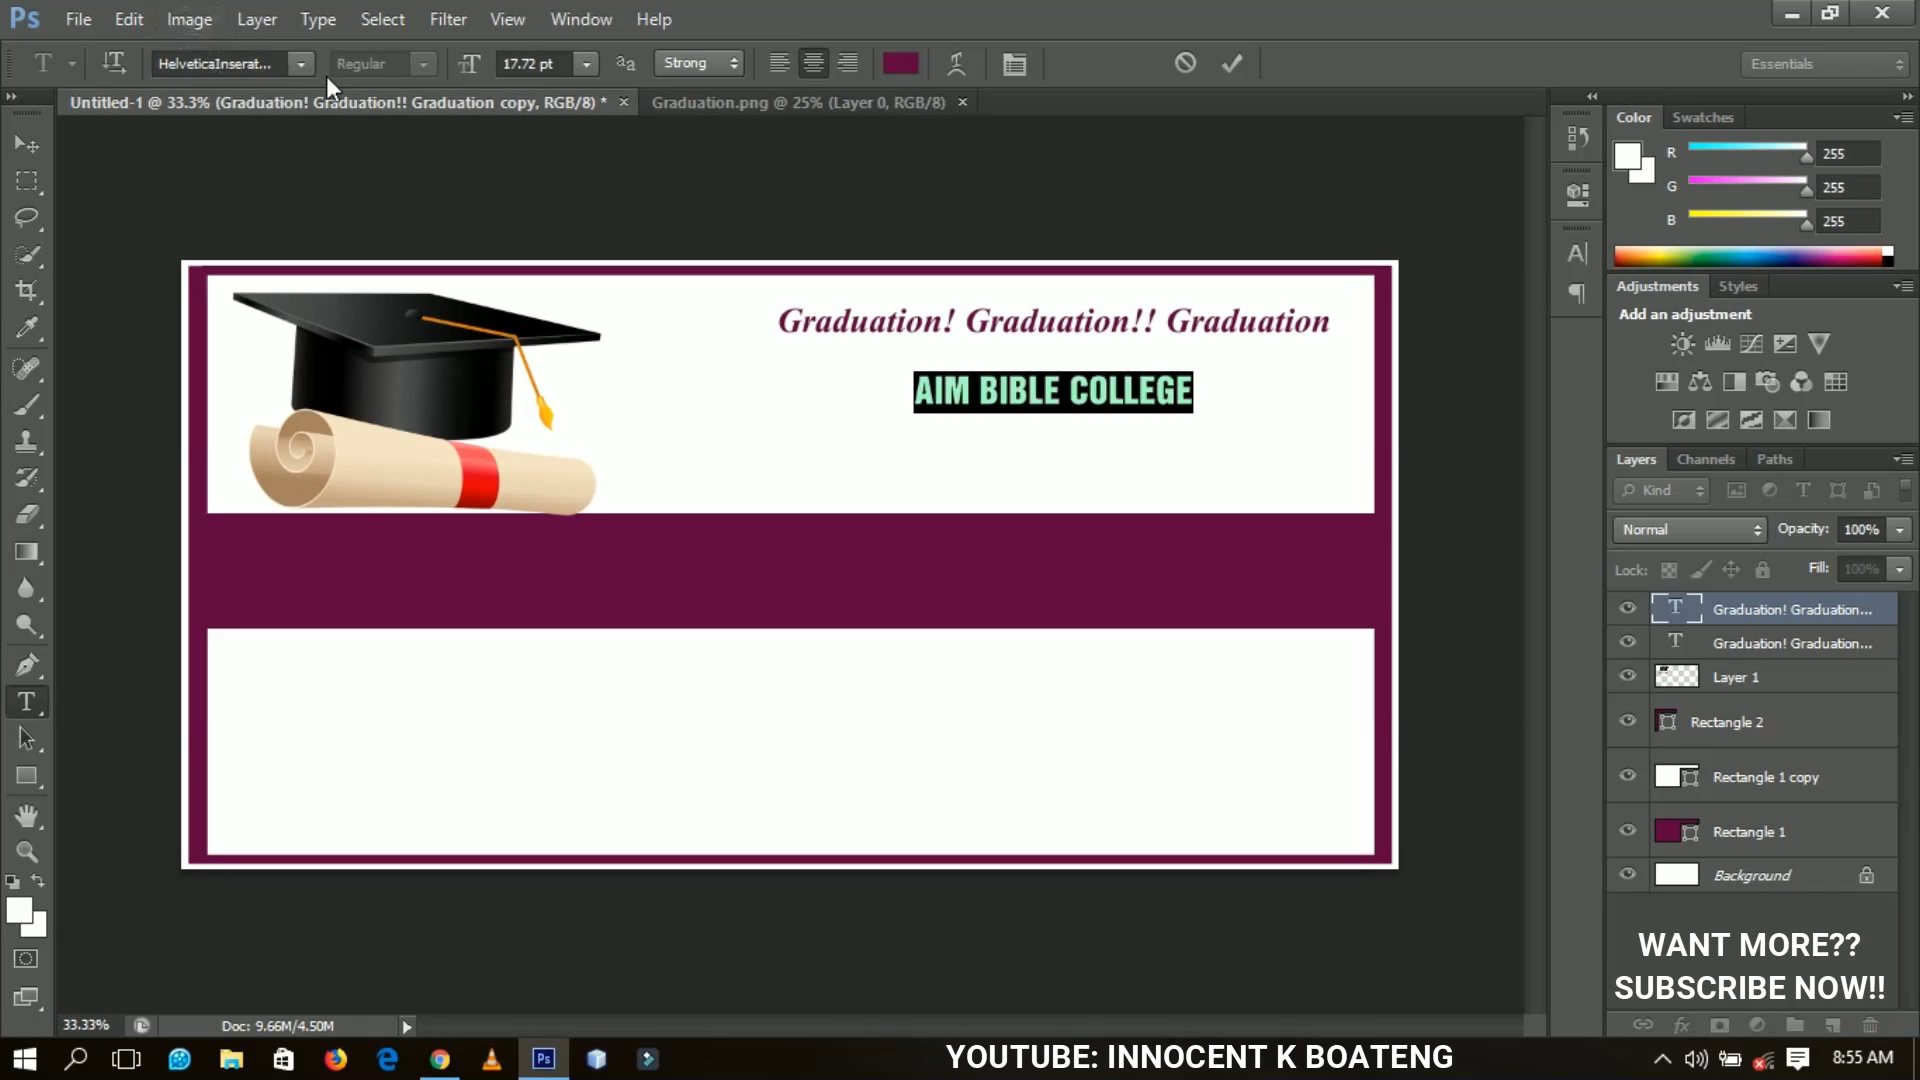 Ps File Edit Image Layer Type Select Filter View Window Help
HelveticaInserat... Regular 17.72 pt Strong Essentials
Untitled-1 @ 33.3% (Graduation! Graduation!! Graduation copy, RGB/8) * Graduation.png @ 25% (Layer 0, RGB/8)
Color Swatches
R 255
G 255
B 255
Adjustments Styles
Add an adjustment
Graduation! Graduation!! Graduation
AIM BIBLE COLLEGE
Layers Channels Paths
Kind
Normal Opacity: 100%
Lock: Fill: 100%
Graduation! Graduation...
Graduation! Graduation...
Layer 1
Rectangle 2
Rectangle 1 copy
Rectangle 1
Background
WANT MORE??
SUBSCRIBE NOW!!
33.33% Doc: 9.66M/4.50M
YOUTUBE: INNOCENT K BOATENG
8:55 AM